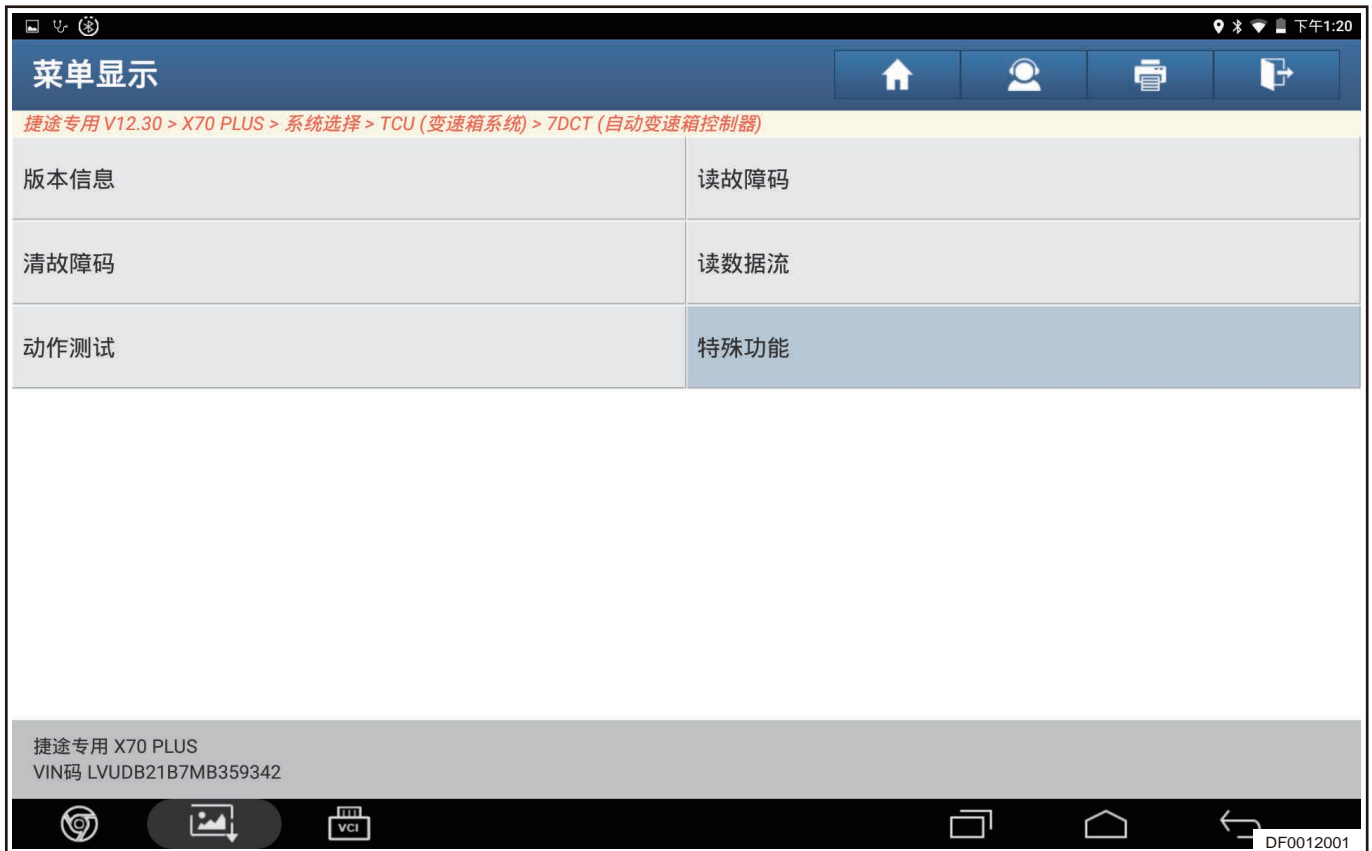 下午1:20
菜单显示
捷途专用 V12.30 > X70 PLUS > 系统选择 > TCU (变速箱系统) > 7DCT (自动变速箱控制器)
版本信息
读故障码
清故障码
读数据流
动作测试
特殊功能
捷途专用 X70 PLUS
VIN码 LVUDB21B7MB359342
VCI
DF0012001